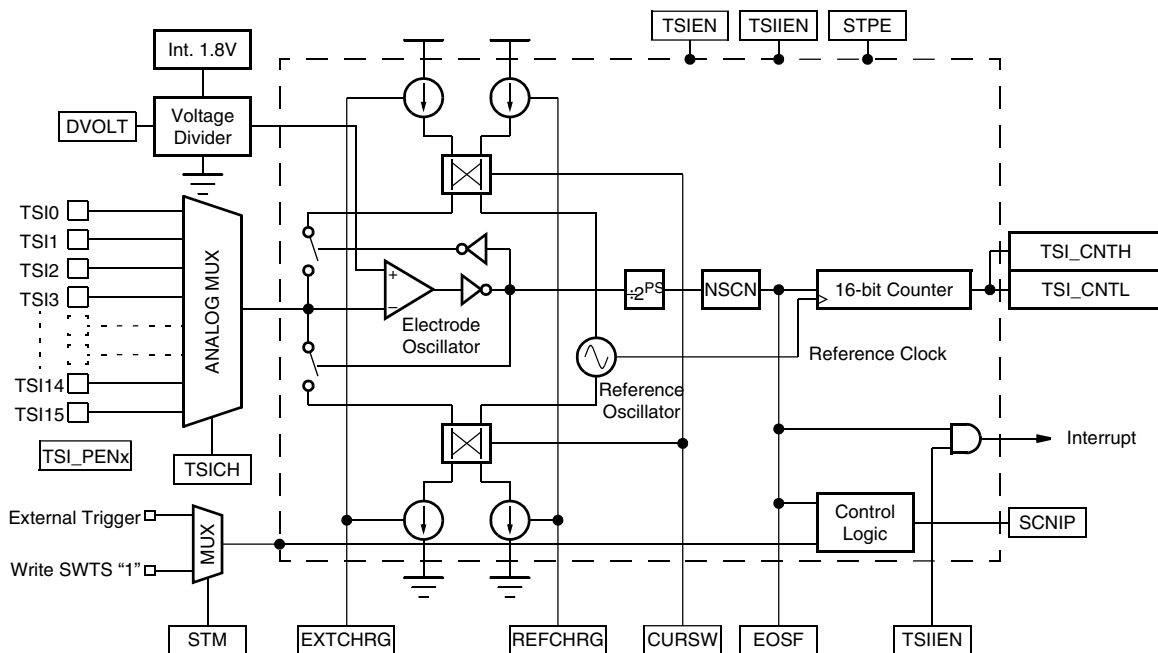 TSIEN
TSIIEN
STPE
Int. 1.8V
DVOLT
Voltage
Divider
TSI0
TSI1
TSI2
TSI3
TSI14
TSI15
ANALOG MUX
+
−
Electrode
Oscillator
÷2PS
NSCN
16-bit Counter
TSI_CNTH
TSI_CNTL
Reference Clock
Reference
Oscillator
TSI_PENx
TSICH
Interrupt
External Trigger
MUX
Write SWTS “1”
Control
Logic
SCNIP
STM
EXTCHRG
REFCHRG
CURSW
EOSF
TSIIEN